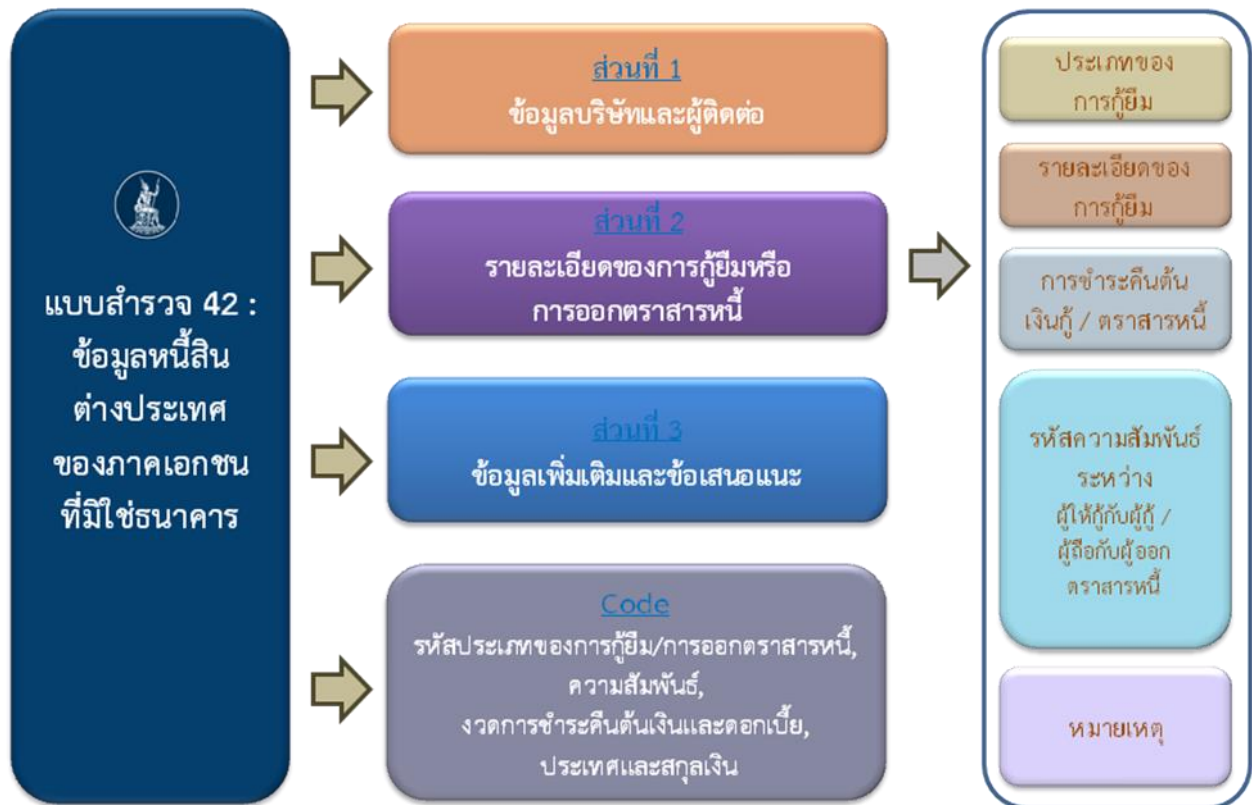 แบบสำรวจ 42 :
ข้อมูลหนี้สิน
ต่างประเทศ
ของภาคเอกชน
ที่มิใช่ธนาคาร
ส่วนที่ 1
ข้อมูลบริษัทและผู้ติดต่อ
ส่วนที่ 2
รายละเอียดของการกู้ยืมหรือ
การออกตราสารหนี้
ส่วนที่ 3
ข้อมูลเพิ่มเติมและข้อเสนอแนะ
Code
รหัสประเภทของการกู้ยืม/การออกตราสารหนี้,
ความสัมพันธ์,
งวดการชำระคืนต้นเงินและดอกเบี้ย,
ประเทศและสกุลเงิน
ประเภทของ
การกู้ยืม
รายละเอียดของ
การกู้ยืม
การชำระคืนต้น
เงินกู้ / ตราสารหนี้
รหัสความสัมพันธ์
ระหว่าง
ผู้ให้กู้กับผู้กู้ /
ผู้ถือกับผู้ออก
ตราสารหนี้
หมายเหตุ